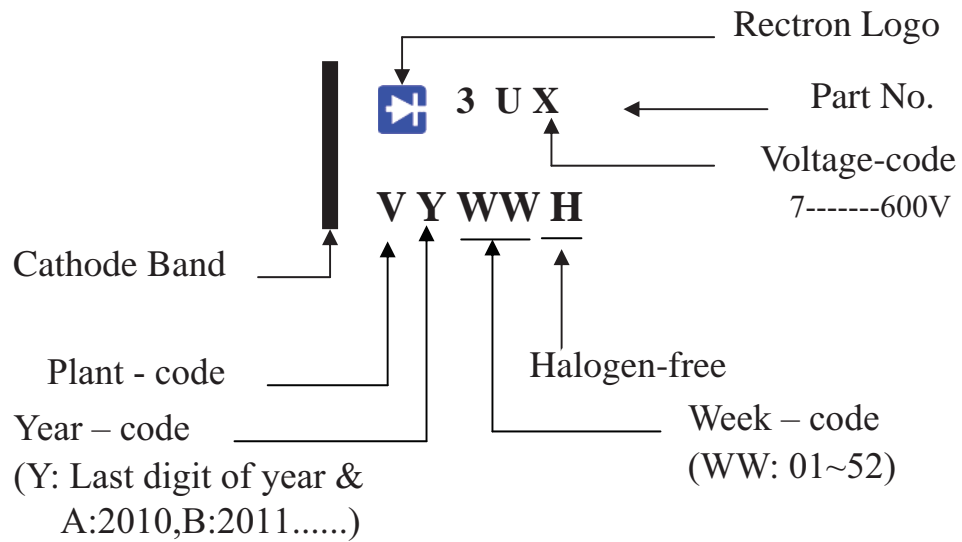 Rectron Logo
3 U X
Part No.
Voltage-code
7-------600V
V Y WW H
Cathode Band
Plant - code
Halogen-free
Year – code
(Y: Last digit of year &
A:2010,B:2011......)
Week – code
(WW: 01~52)